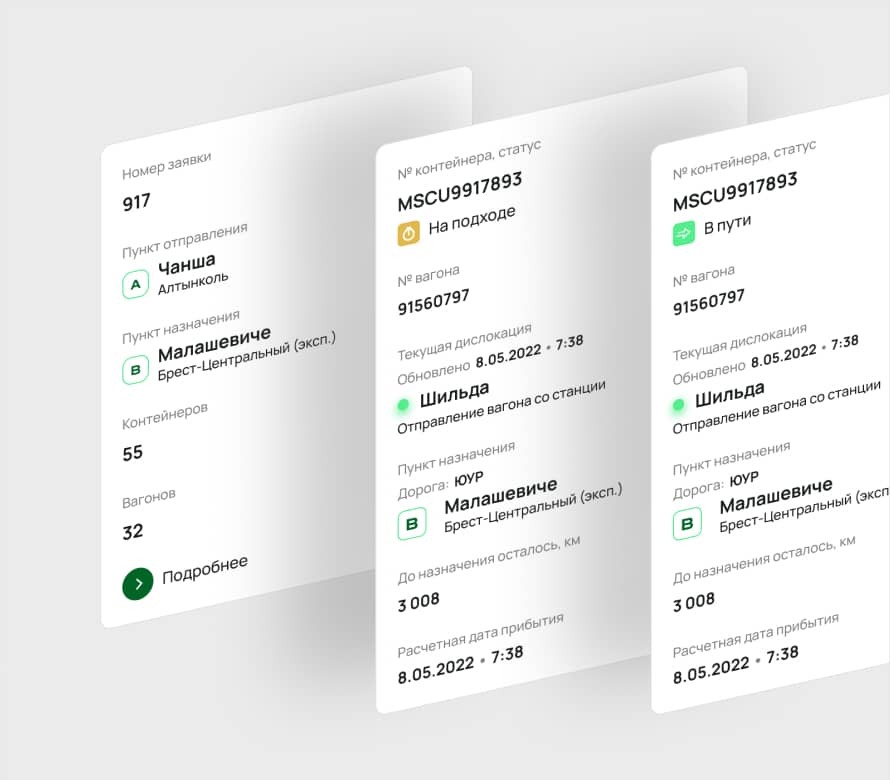 Номер заявки
917
Пункт отправления
A
Чанша
Алтынколь
Пункт назначения
B
Малашевиче
Брест-Центральный (эксп.)
Контейнеров
55
Вагонов
32
Подробнее
№ контейнера, статус
MSCU9917893
На подходе
№ вагона
91560797
Текущая дислокация
Обновлено 8.05.2022 • 7:38
Шильда
Отправление вагона со станции
Пункт назначения
Дорога: ЮУР
B
Малашевиче
Брест-Центральный (эксп.)
До назначения осталось, км
3 008
Расчетная дата прибытия
8.05.2022 • 7:38
№ контейнера, статус
MSCU9917893
В пути
№ вагона
91560797
Текущая дислокация
Обновлено 8.05.2022 • 7:38
Шильда
Отправление вагона со станции
Пункт назначения
Дорога: ЮУР
B
Малашевиче
Брест-Центральный (эксп
До назначения осталось, км
3 008
Расчетная дата прибытия
8.05.2022 • 7:38